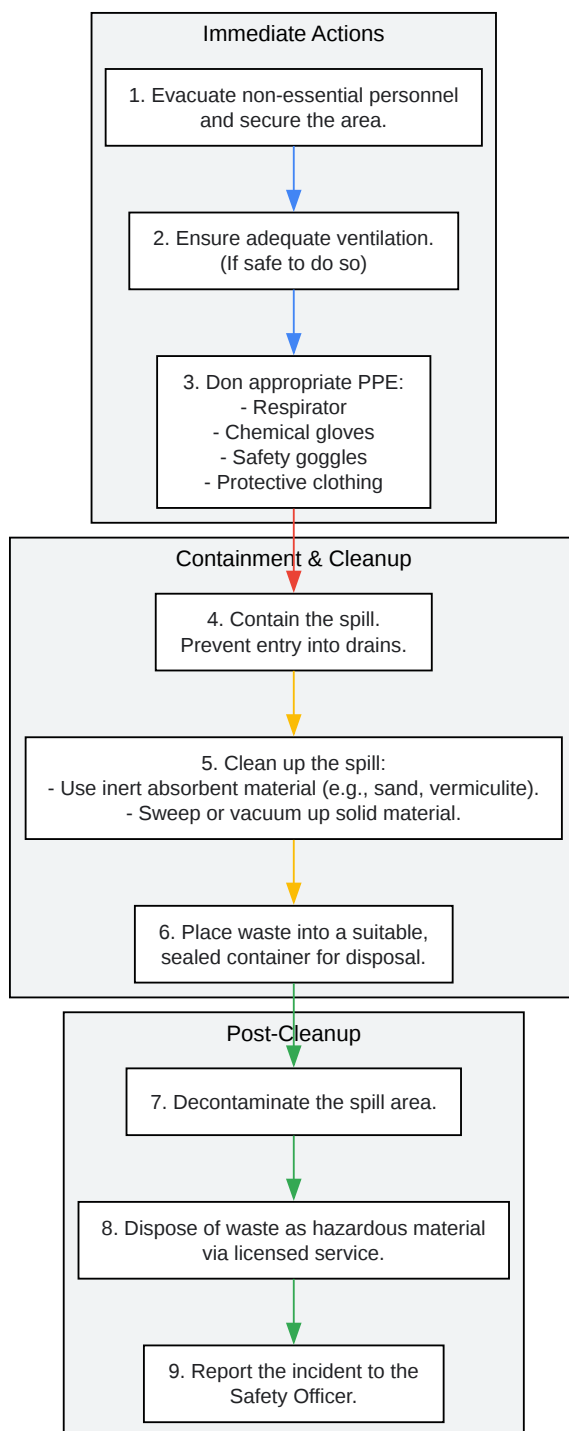 Immediate Actions
1. Evacuate non-essential personnel
and secure the area.
2. Ensure adequate ventilation.
(If safe to do so)
3. Don appropriate PPE:
- Respirator
- Chemical gloves
- Safety goggles
- Protective clothing
Containment & Cleanup
4. Contain the spill.
Prevent entry into drains.
5. Clean up the spill:
- Use inert absorbent material (e.g., sand, vermiculite).
- Sweep or vacuum up solid material.
6. Place waste into a suitable,
sealed container for disposal.
Post-Cleanup
7. Decontaminate the spill area.
8. Dispose of waste as hazardous material
via licensed service.
9. Report the incident to the
Safety Officer.